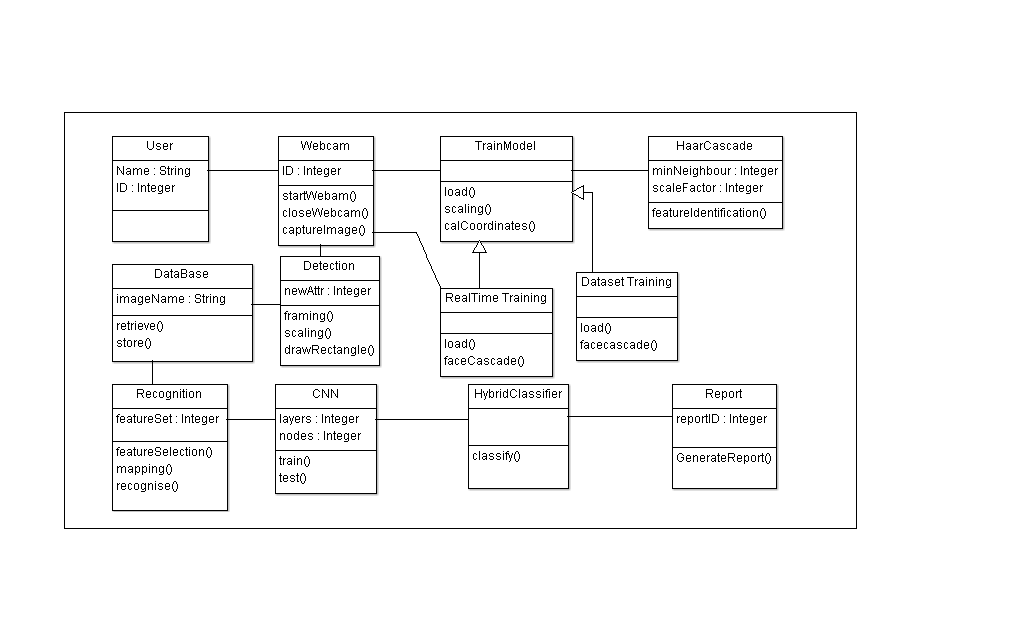 User
Name : String
ID : Integer
Webcam
ID : Integer
startWebam()
closeWebcam()
captureImage()
TrainModel
load()
scaling()
calCoordinates()
HaarCascade
minNeighbour : Integer
scaleFactor : Integer
featureIdentification()
DataBase
imageName : String
retrieve()
store()
Detection
newAttr : Integer
framing()
scaling()
drawRectangle()
RealTime Training
load()
faceCascade()
Dataset Training
load()
facecascade()
Recognition
featureSet : Integer
featureSelection()
mapping()
recognise()
CNN
layers : Integer
nodes : Integer
train()
test()
HybridClassifier
classify()
Report
reportID : Integer
GenerateReport()